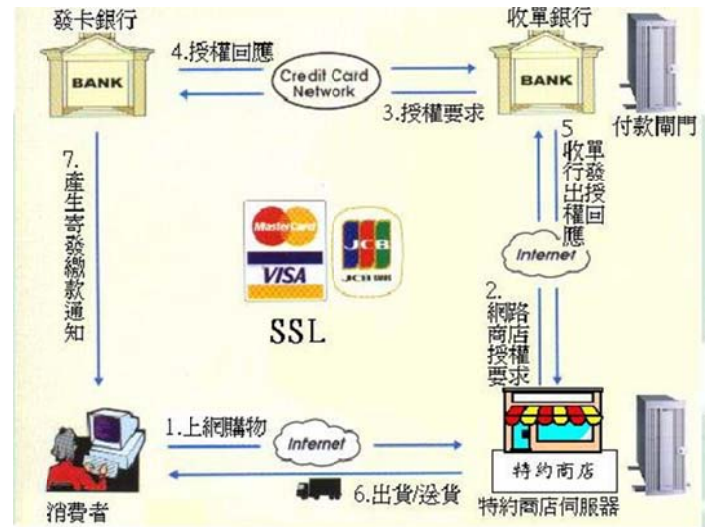 發卡銀行
收單銀行
4.授權回應
Credit Card
Network
BANK
BANK
3.授權要求
付款閘門
5
收單
行發
出授
權回
應
7.
產
生
寄
發
繳
款
通
知
MasterCard
VISA
JCB
Internet
SSL
2.
網路
商店
授權
要求
1.上網購物
Internet
特約商店
6.出貨/送貨
消費者
特約商店伺服器